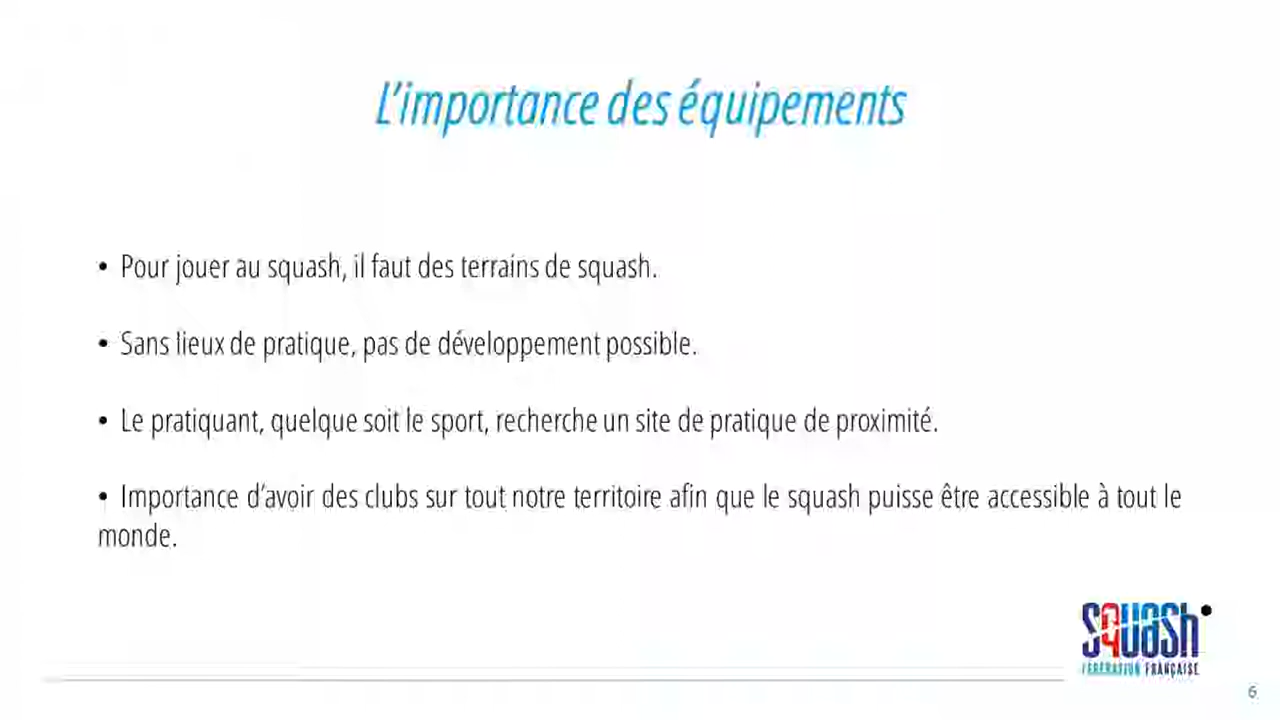 L'importance des équipements
• Pour jouer au squash, il faut des terrains de squash.
• Sans lieux de pratique, pas de développement possible.
• Le pratiquant, quelque soit le sport, recherche un site de pratique de proximité.
• Importance d'avoir des clubs sur tout notre territoire afin que le squash puisse être accessible à tout le
monde.
squash
FÉDÉRATION FRANÇAISE
6